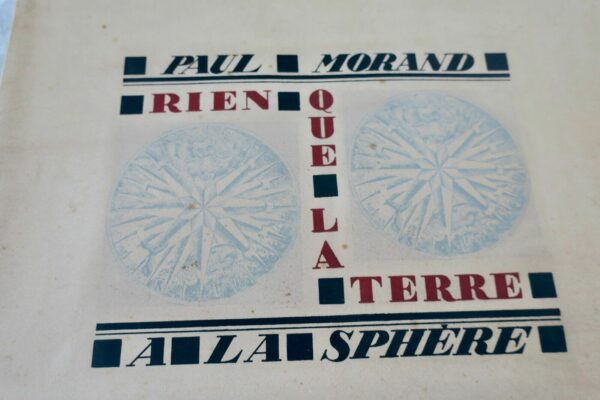 PAUL MORAND
RIEN
QUE LA
TERRE
A LA SPHÈRE